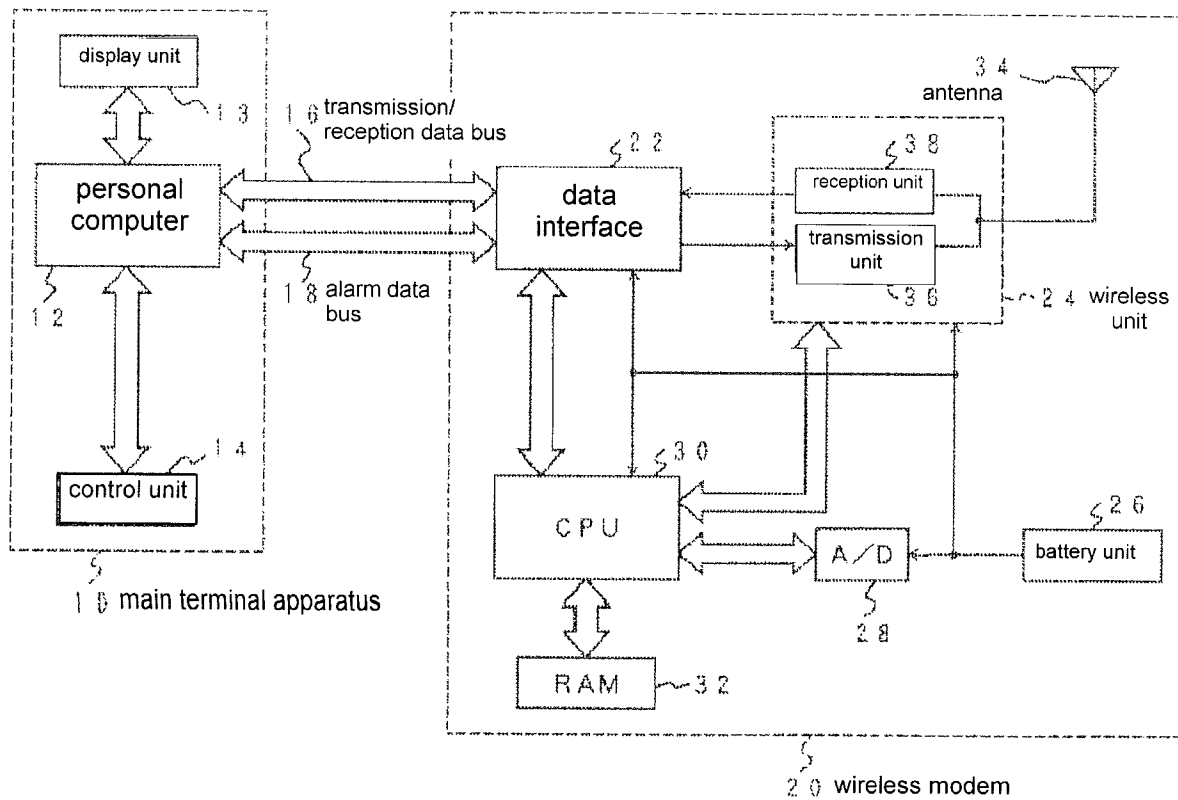 display unit
1 3
personal
computer
1 2
1 4
control unit
1 0 main terminal apparatus
1 6 transmission/
reception data bus
1 8 alarm data
bus
2 2
data
interface
3 4
antenna
3 8
reception unit
transmission
unit
3 6
2 4 wireless
unit
3 0
CPU
A/D
2 8
2 6
battery unit
RAM
3 2
2 0 wireless modem